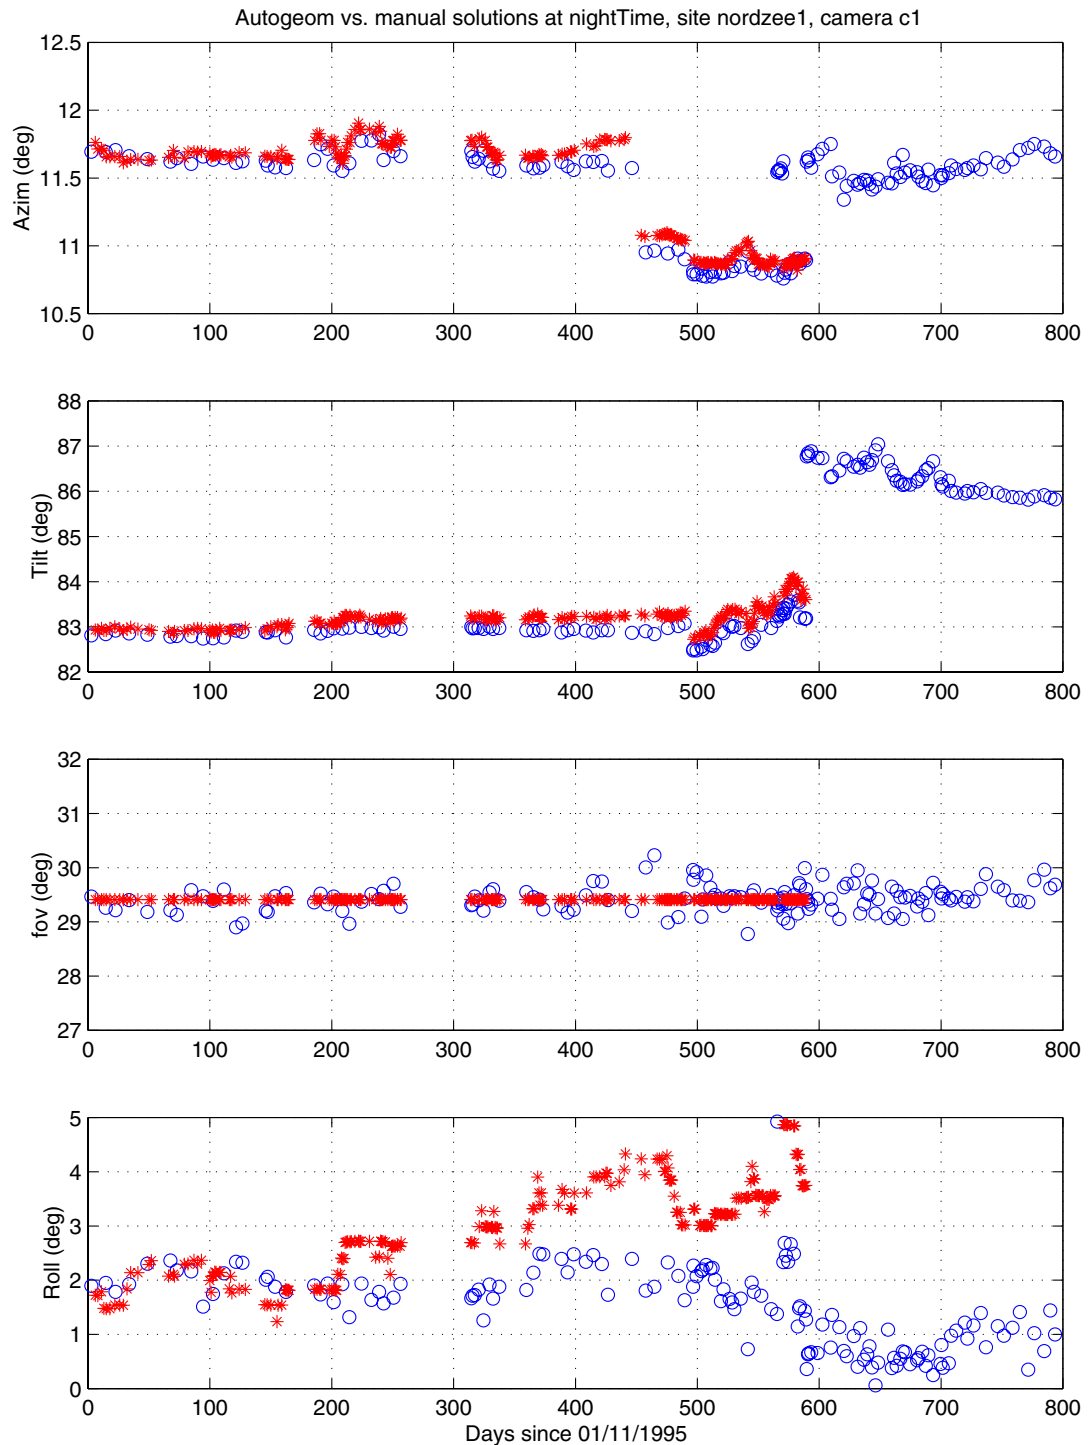 Autogeom vs. manual solutions at nightTime, site nordzee1, camera c1
12.5
12
11.5
11
10.5
Azim (deg)
0 100 200 300 400 500 600 700 800
88
87
86
85
84
83
82
Tilt (deg)
0 100 200 300 400 500 600 700 800
32
31
30
29
28
27
fov (deg)
0 100 200 300 400 500 600 700 800
5
4
3
2
1
0
Roll (deg)
0 100 200 300 400 500 600 700 800
Days since 01/11/1995